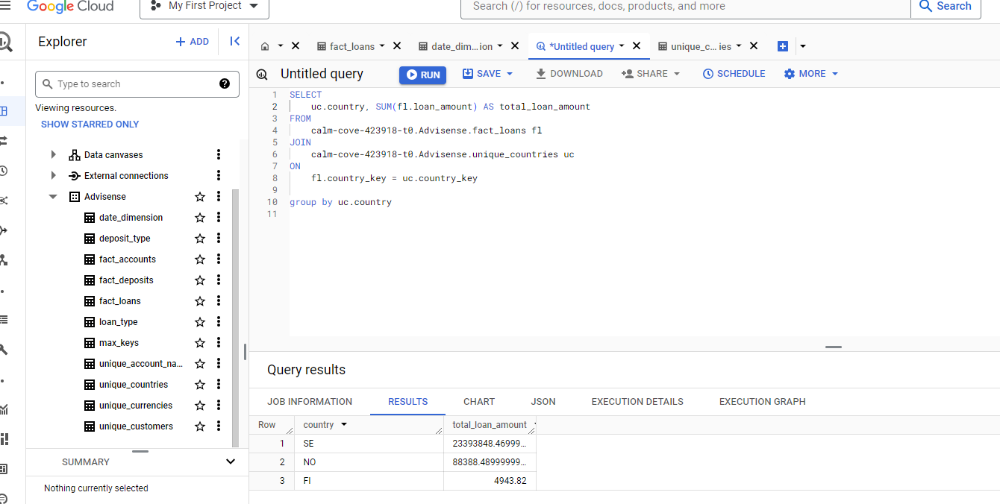 Google Cloud
My First Project
Search (/) for resources, docs, products, and more
Search
Explorer
+ ADD
fact_loans
date_dim...ion
*Untitled query
unique_c... ies
Type to search
Viewing resources.
SHOW STARRED ONLY
Data canvases
External connections
Advisense
date_dimension
deposit_type
fact_accounts
fact_deposits
fact_loans
loan_type
max_keys
unique_account_na...
unique_countries
unique_currencies
unique_customers
SUMMARY
Nothing currently selected
Untitled query
RUN
SAVE
DOWNLOAD
SHARE
SCHEDULE
MORE
1 SELECT
2 uc.country, SUM(fl.loan_amount) AS total_loan_amount
3 FROM
4 calm-cove-423918-t0.Advisense.fact_loans fl
5 JOIN
6 calm-cove-423918-t0.Advisense.unique_countries uc
7 ON
8 fl.country_key = uc.country_key
9
10 group by uc.country
11
Query results
JOB INFORMATION
RESULTS
CHART
JSON
EXECUTION DETAILS
EXECUTION GRAPH
Row country total_loan_amount
1 SE 23393848.46999...
2 NO 88388.48999999...
3 FI 4943.82